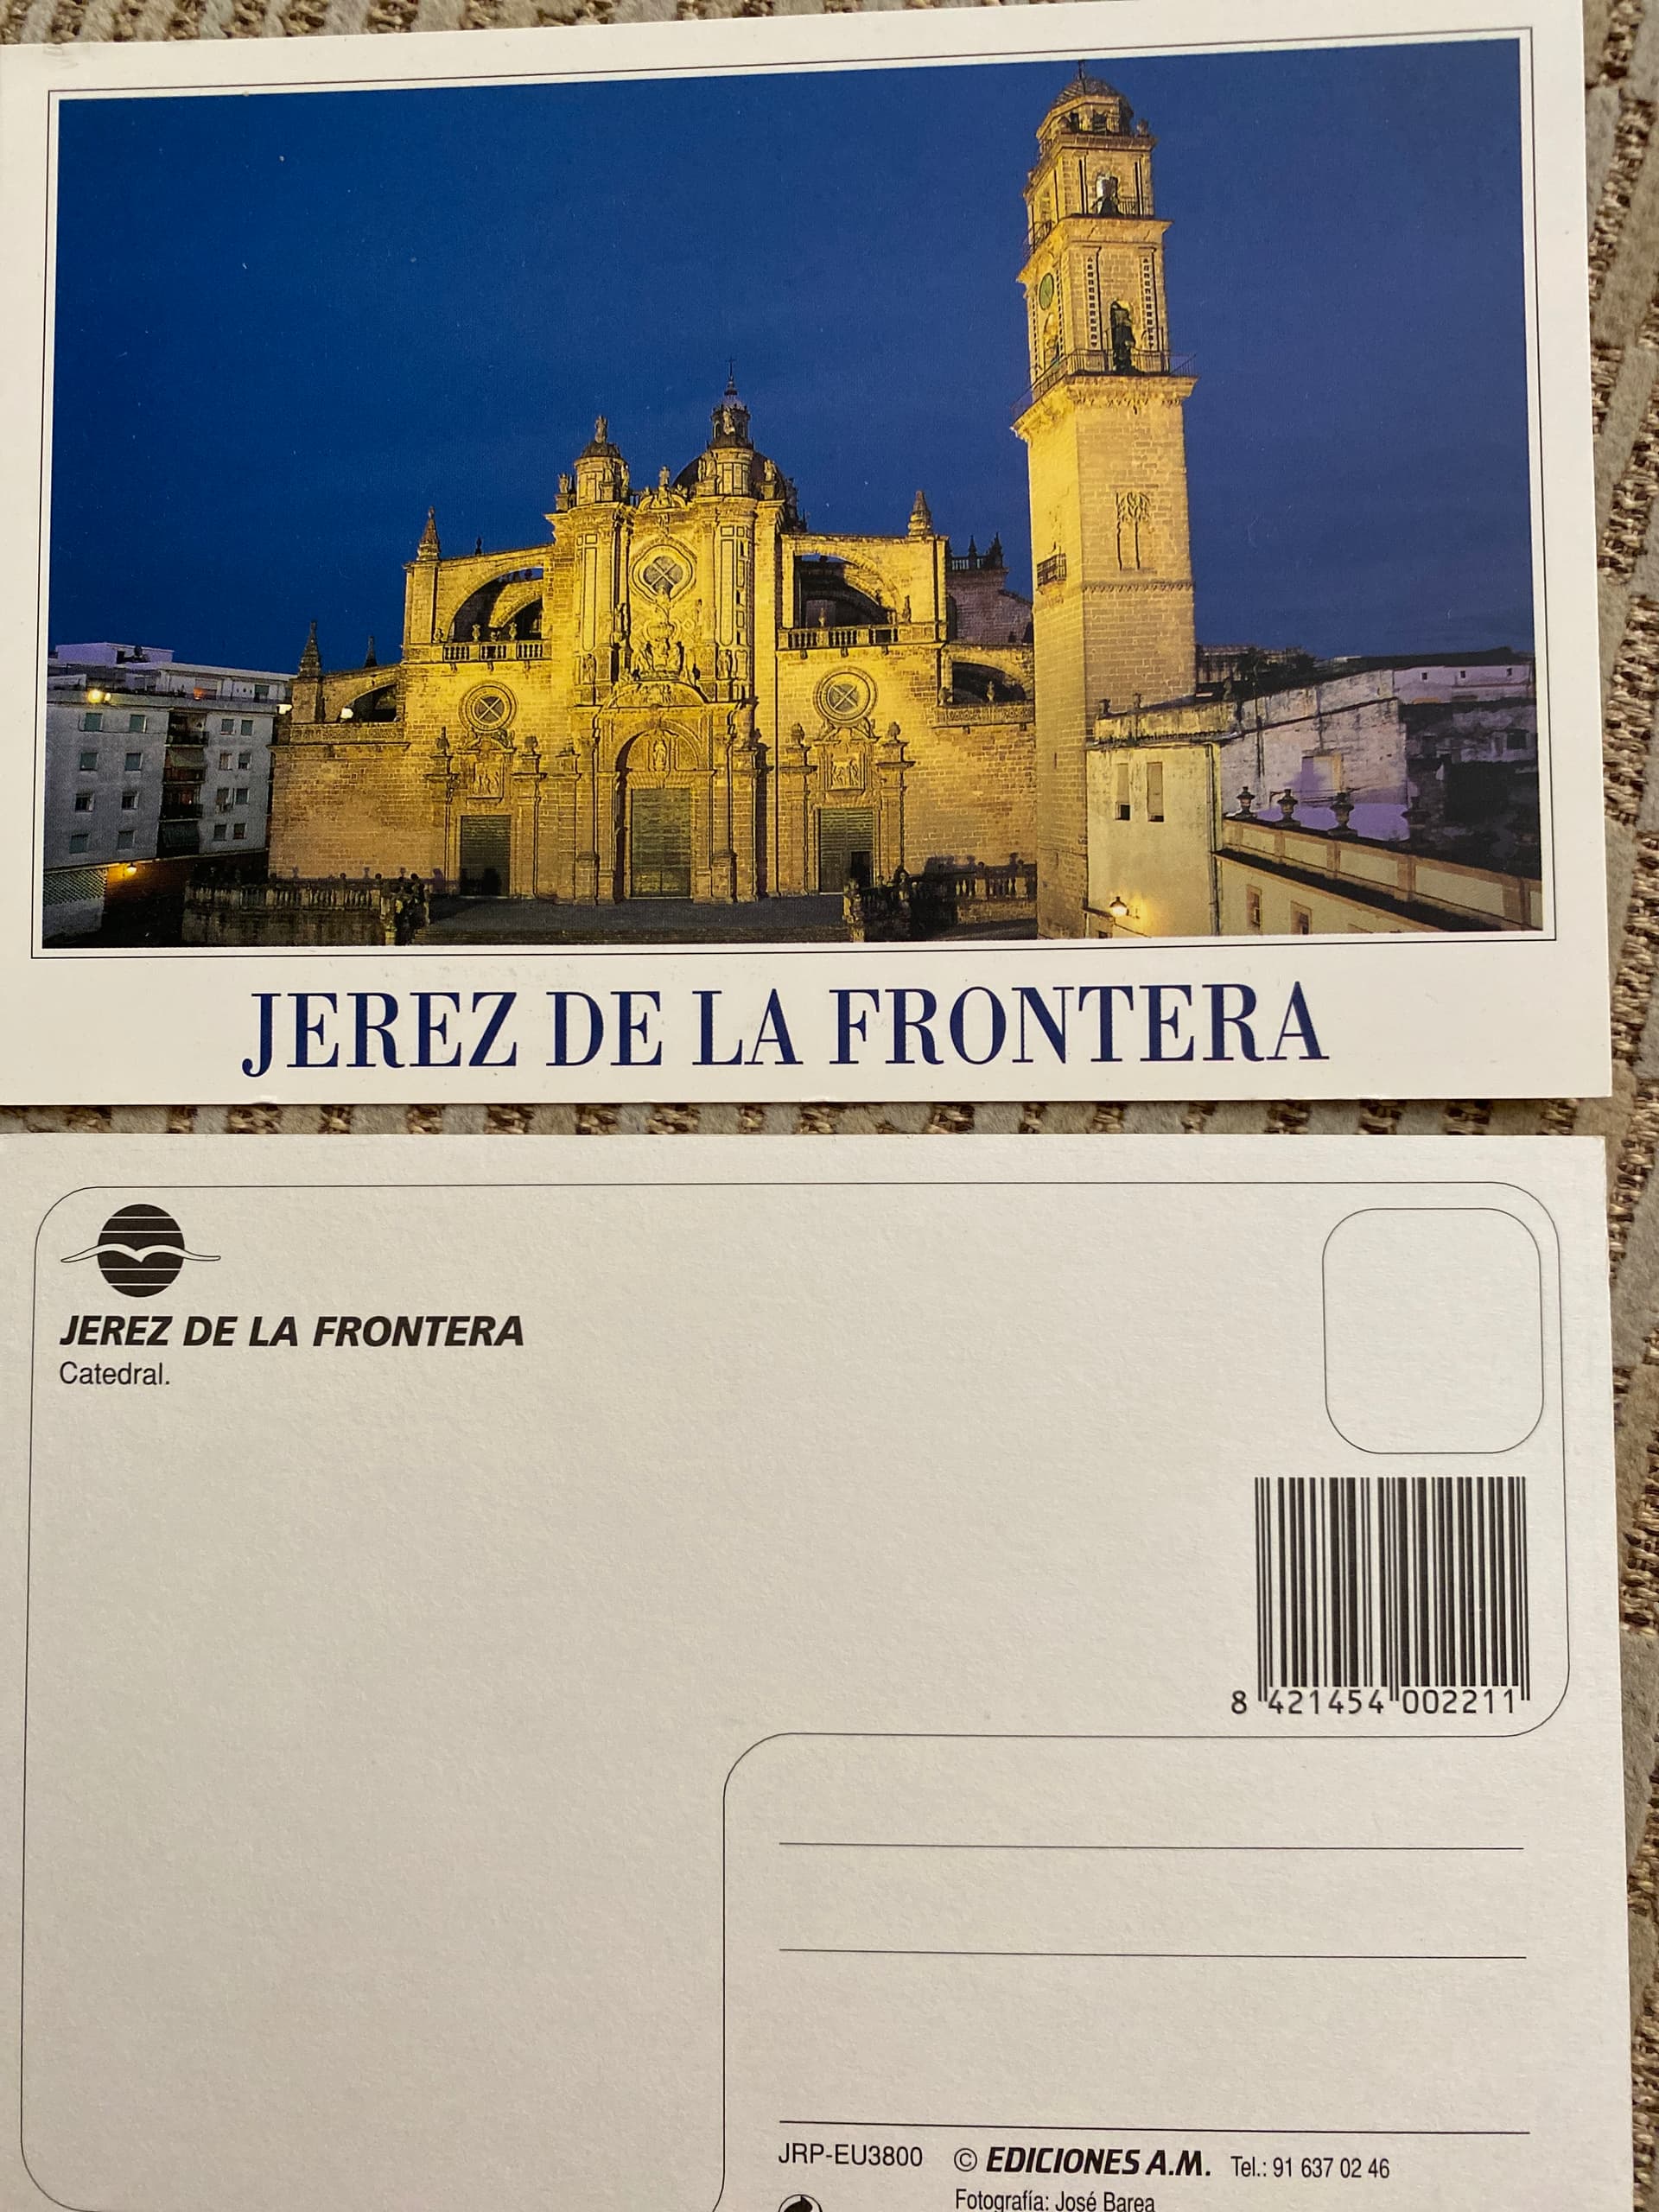 JEREZ DE LA FRONTERA
JEREZ DE LA FRONTERA
Catedral.
8 421454 002211
JRP-EU3800 © EDICIONES A.M. Tel.: 91 637 02 46
Fotografía: José Barea